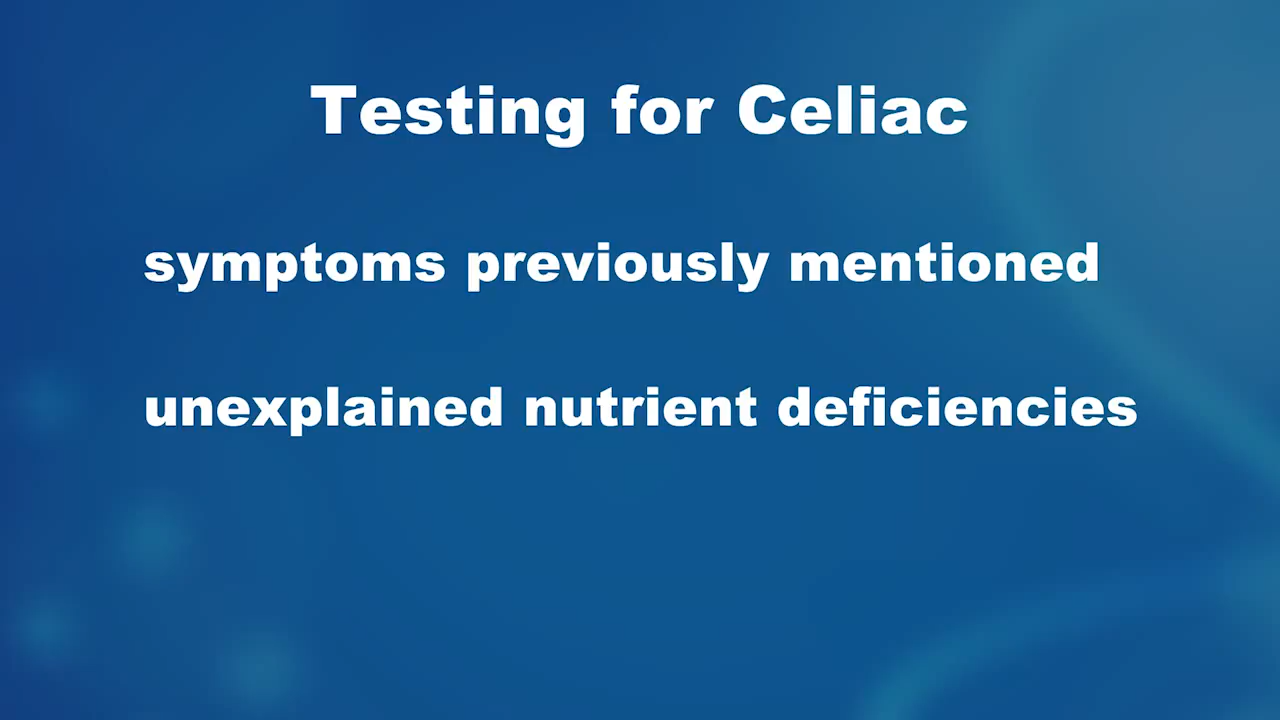 Testing for Celiac
symptoms previously mentioned
unexplained nutrient deficiencies